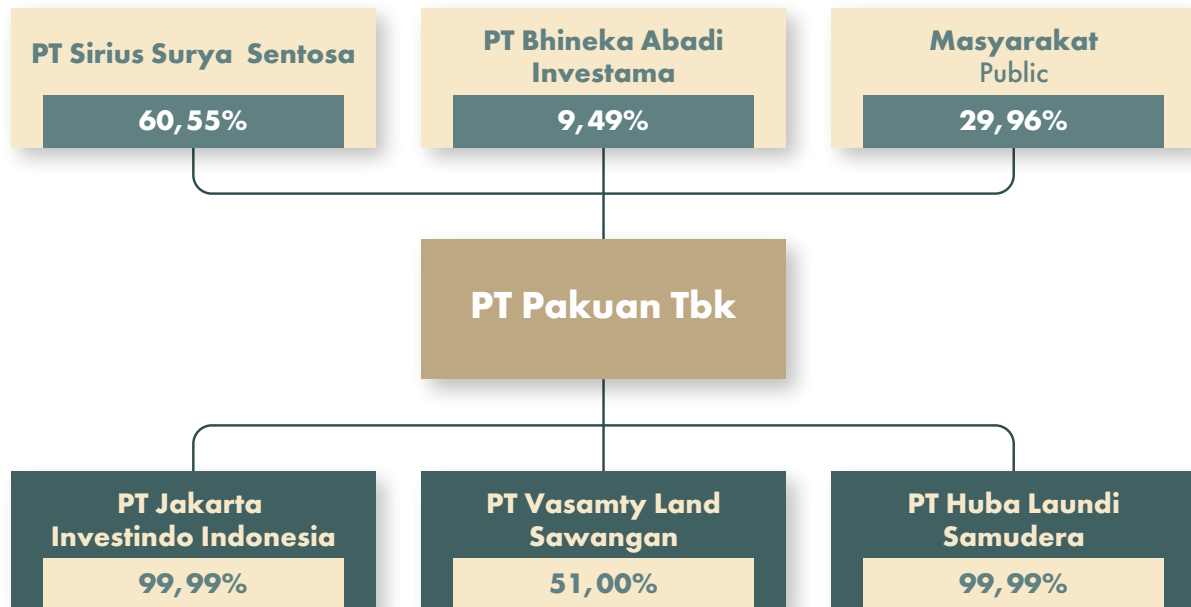 PT Sirius Surya Sentosa
60,55%
PT Bhineka Abadi
Investama
9,49%
Masyarakat
Public
29,96%
PT Pakuan Tbk
PT Jakarta
Investindo Indonesia
99,99%
PT Vasamty Land
Sawangan
51,00%
PT Huba Laundi
Samudera
99,99%